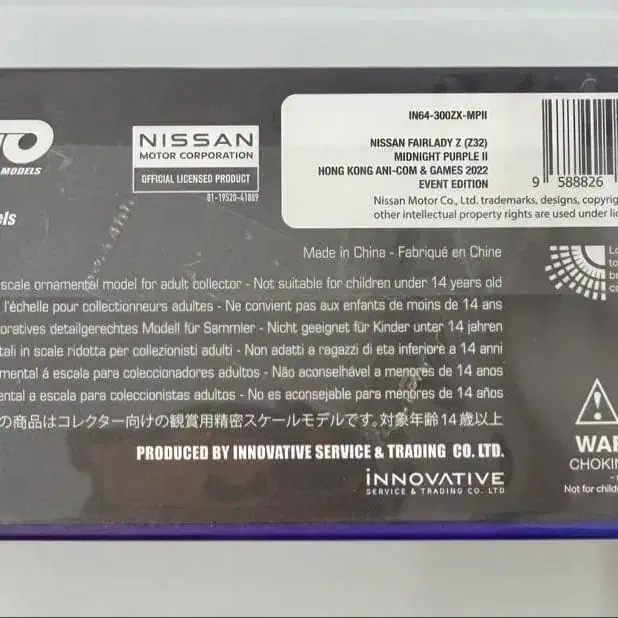 MODELS
els
NISSAN
MOTOR CORPORATION
OFFICIAL LICENSED PRODUCT
81-19520-41889
IN64-300ZX-MPII
NISSAN FAIRLADY Z (Z32)
MIDNIGHT PURPLE II
HONG KONG ANI-COM & GAMES 2022
EVENT EDITION
9 588826
Nissan Motor Co., Ltd. trademarks, designs, copyrig
other intellectual property rights are used under lic
Made in China - Fabriqué en Chine
scale ornamental model for adult collector - Not suitable for children under 14 years old
l'échelle pour collectionneurs adultes - Ne convient pas aux enfants de moins de 14 ans
oratives detailgerechtes Modell für Sammler - Nicht geeignet für Kinder unter 14 jahren
tali in scale ridotta per collezionisti adulti - Non adatti a ragazzi di eta inferiore a 14 anni
mental á escala para coleccionadores adultos - Não aconselhável a menores de 14 anos
ental a escala para coleccionistas adultos - No es aconsejable para menores de 14 años
の商品はコレクター向けの観賞用精密スケールモデルです。対象年齢14歳以上
PRODUCED BY INNOVATIVE SERVICE & TRADING CO. LTD.
INNOVATIVE
SERVICE & TRADING CO. LTD
WAR
CHOKIN
Not for childr